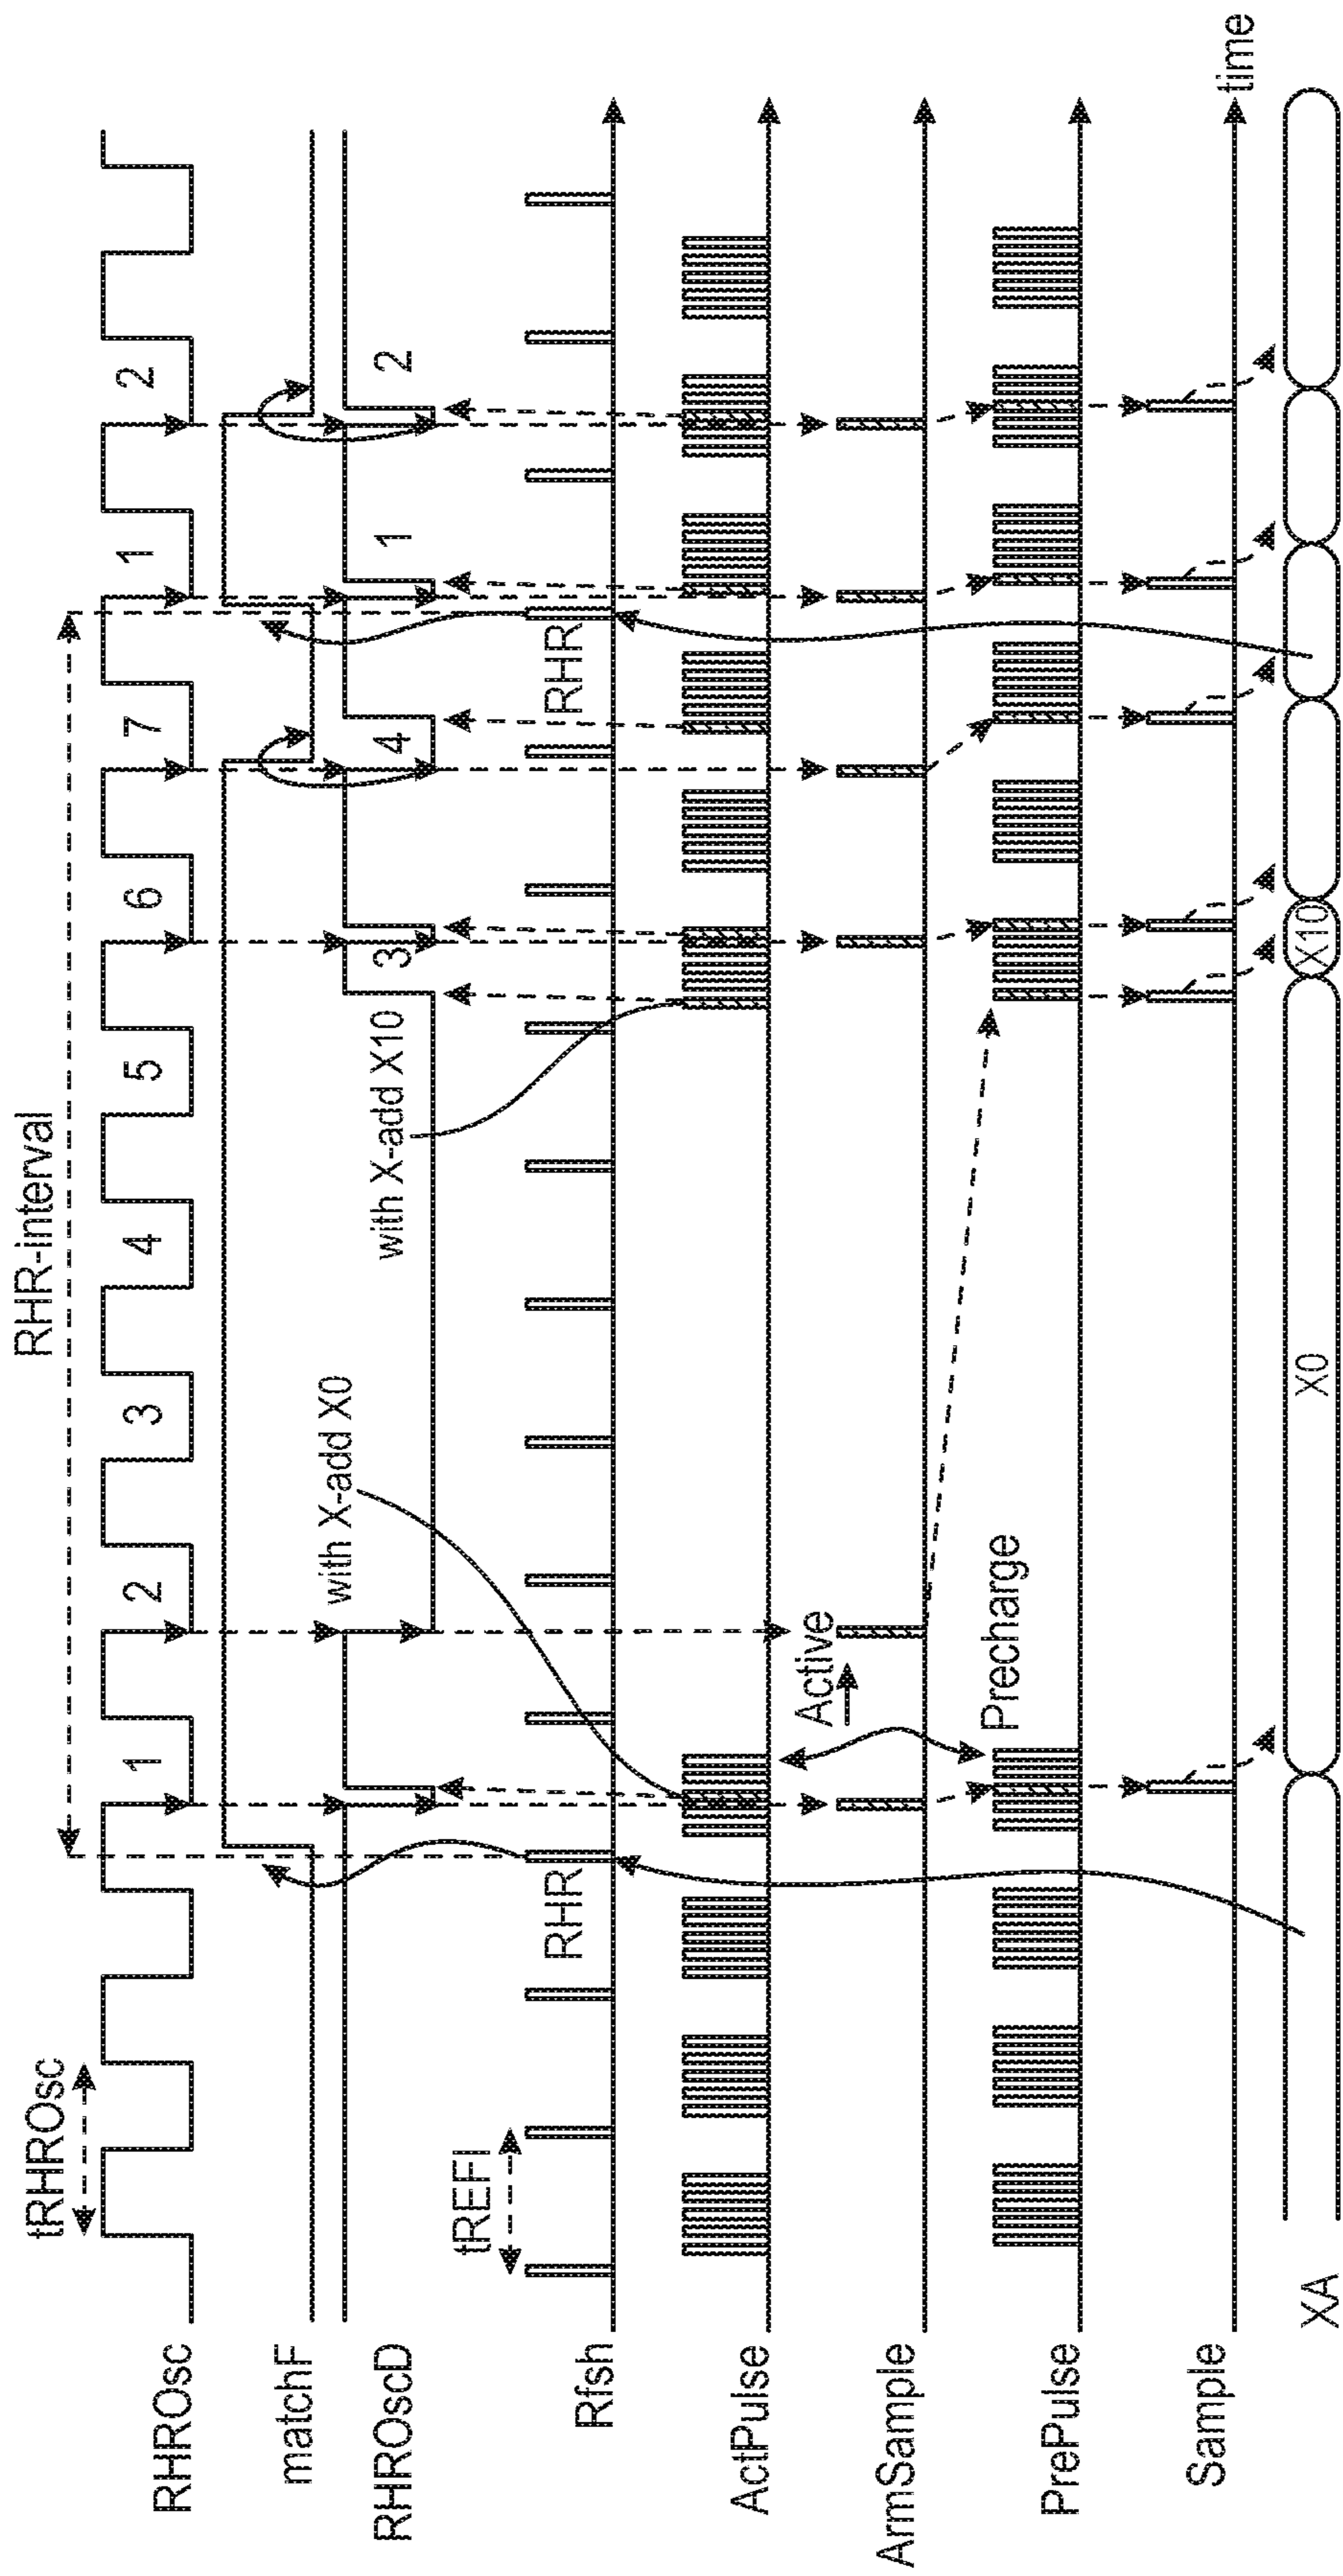 RHR-interval
tRHROsc
RHROsc
1
2
3
4
5
6
7
1
2
matchF
with X-add X0
RHROscD
with X-add X10
3
4
1
2
tREFI
Rfsh
RHR
RHR
ActPulse
Active
ArmSample
Precharge
PrePulse
Sample
time
XA
X0
X10